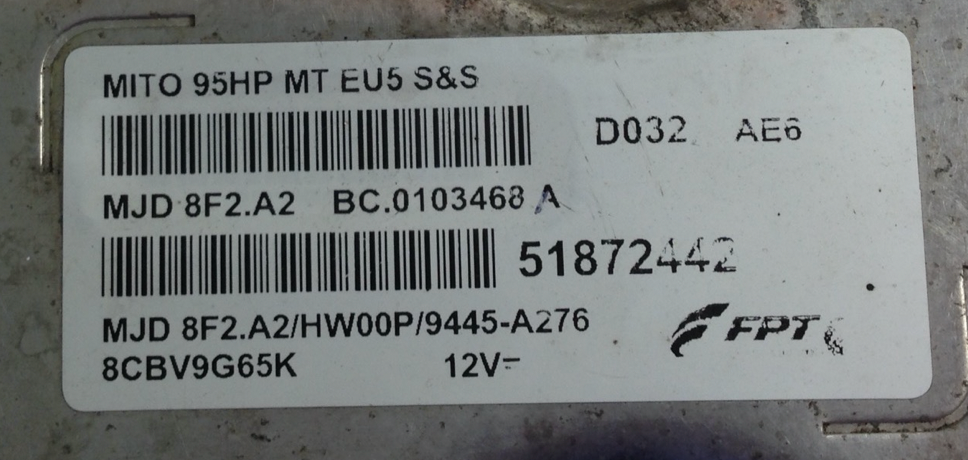 MITO 95HP MT EU5 S&S
D032 AE6
MJD 8F2.A2 BC.0103468 A
51872442
MJD 8F2.A2/HW00P/9445-A276
FPT
8CBV9G65K 12V⎓